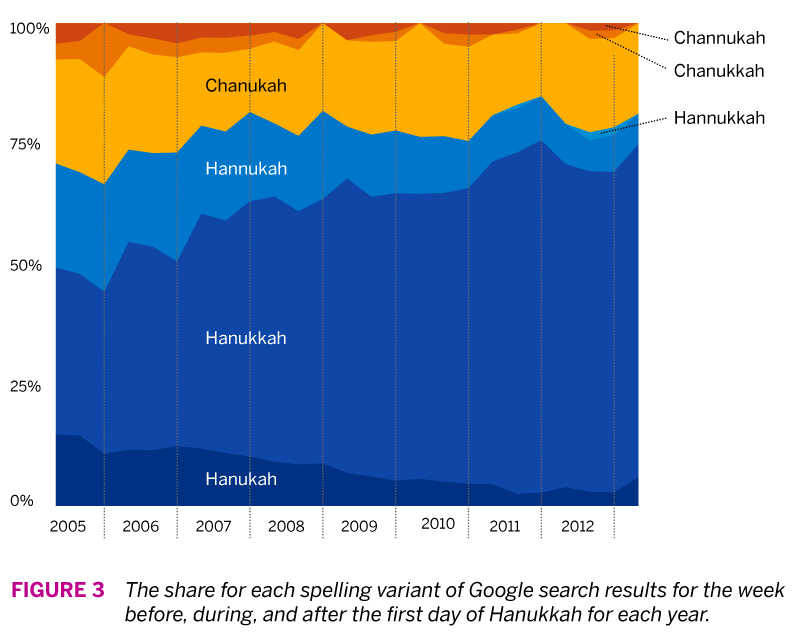 100%
Channukah
Chanukkah
Chanukah
Hannukkah
75%
Hannukah
50%
Hanukkah
25%
Hanukah
0%
2005 2006 2007 2008 2009 2010 2011 2012
FIGURE 3 The share for each spelling variant of Google search results for the week
before, during, and after the first day of Hanukkah for each year.